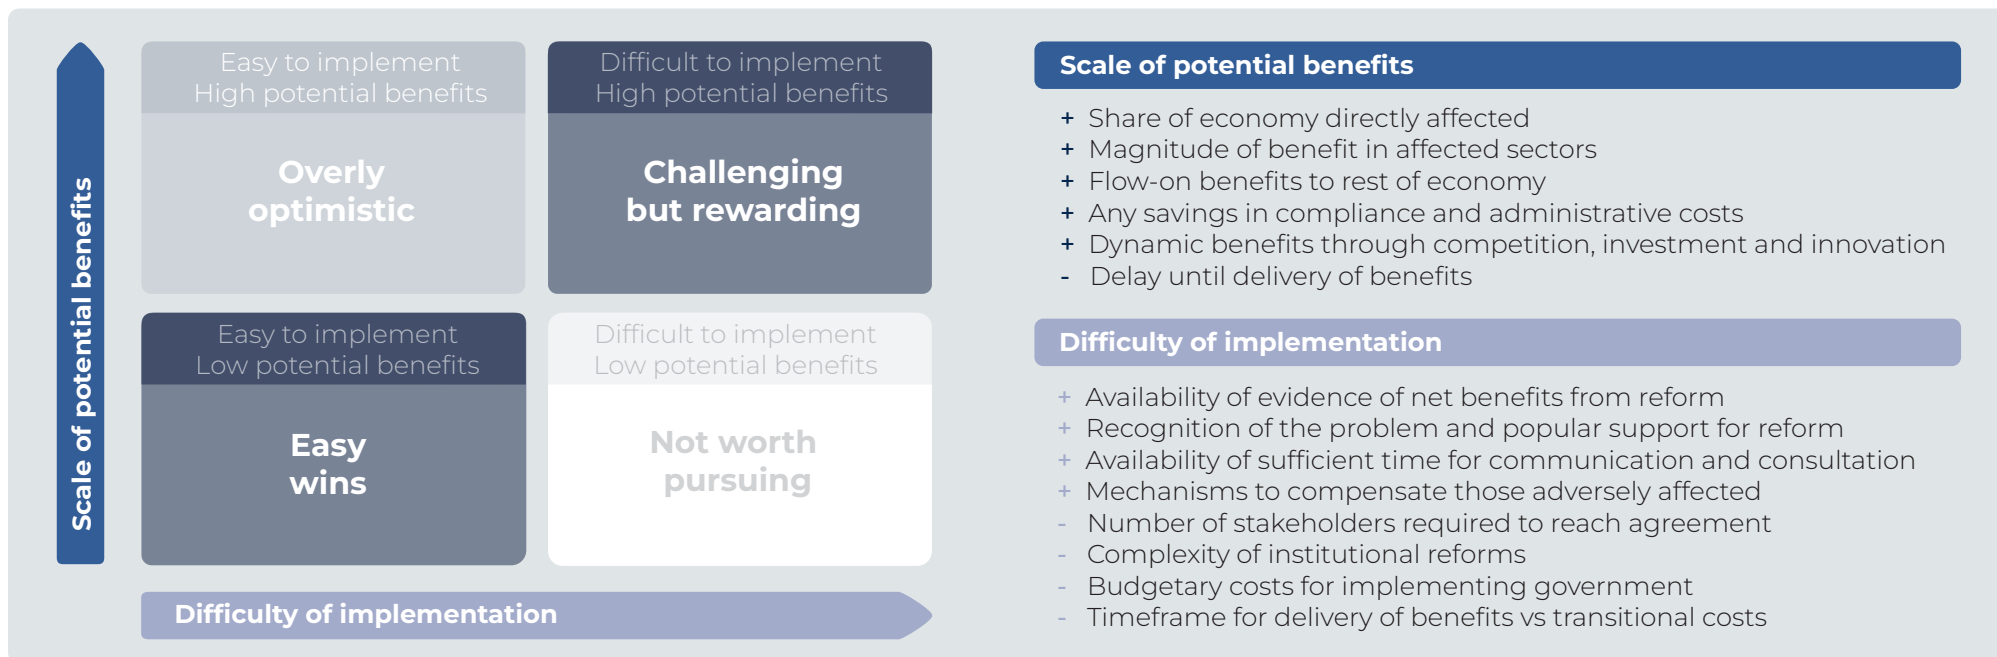 Scale of potential benefits
Easy to implement
High potential benefits
Overly
optimistic
Difficult to implement
High potential benefits
Challenging
but rewarding
Easy to implement
Low potential benefits
Easy
wins
Difficult to implement
Low potential benefits
Not worth
pursuing
Difficulty of implementation
Scale of potential benefits
+ Share of economy directly affected
+ Magnitude of benefit in affected sectors
+ Flow-on benefits to rest of economy
+ Any savings in compliance and administrative costs
+ Dynamic benefits through competition, investment and innovation
- Delay until delivery of benefits
Difficulty of implementation
+ Availability of evidence of net benefits from reform
+ Recognition of the problem and popular support for reform
+ Availability of sufficient time for communication and consultation
+ Mechanisms to compensate those adversely affected
- Number of stakeholders required to reach agreement
- Complexity of institutional reforms
- Budgetary costs for implementing government
- Timeframe for delivery of benefits vs transitional costs